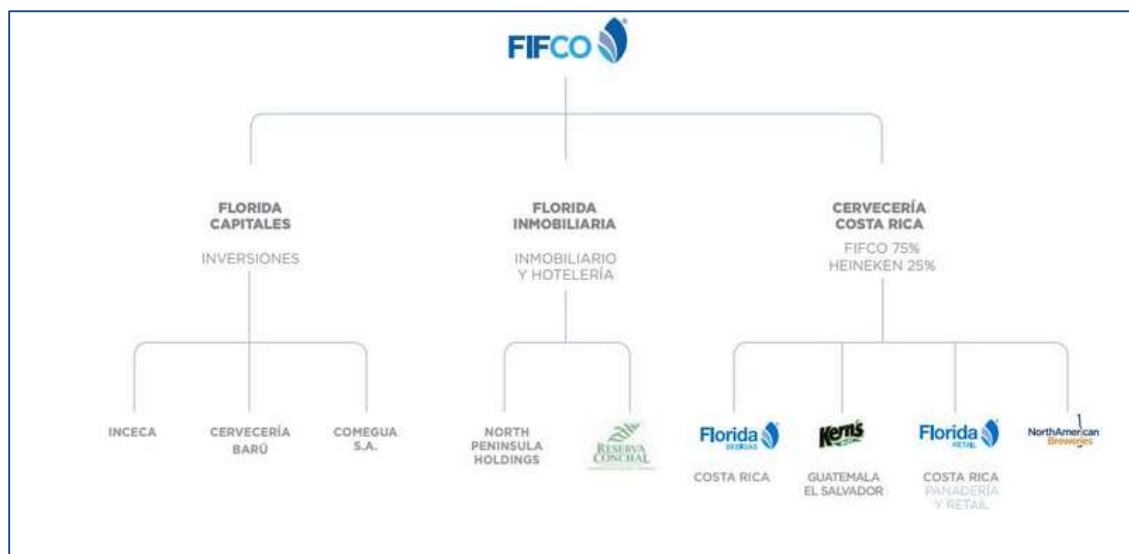 FIFCO
FLORIDA
CAPITALES
INVERSIONES
FLORIDA
INMOBILIARIA
INMOBILIARIO
Y HOTELERÍA
CERVECERÍA
COSTA RICA
FIFCO 75%
HEINEKEN 25%
INCECA
CERVECERÍA
BARÚ
COMEGUA
S.A.
NORTH
PENINSULA
HOLDINGS
RESERVA
CONCHAL
Florida
BEBIDAS
COSTA RICA
Kern's
GUATEMALA
EL SALVADOR
Florida
RETAIL
COSTA RICA
PANADERÍA
Y RETAIL
NorthAmerican
Breweries